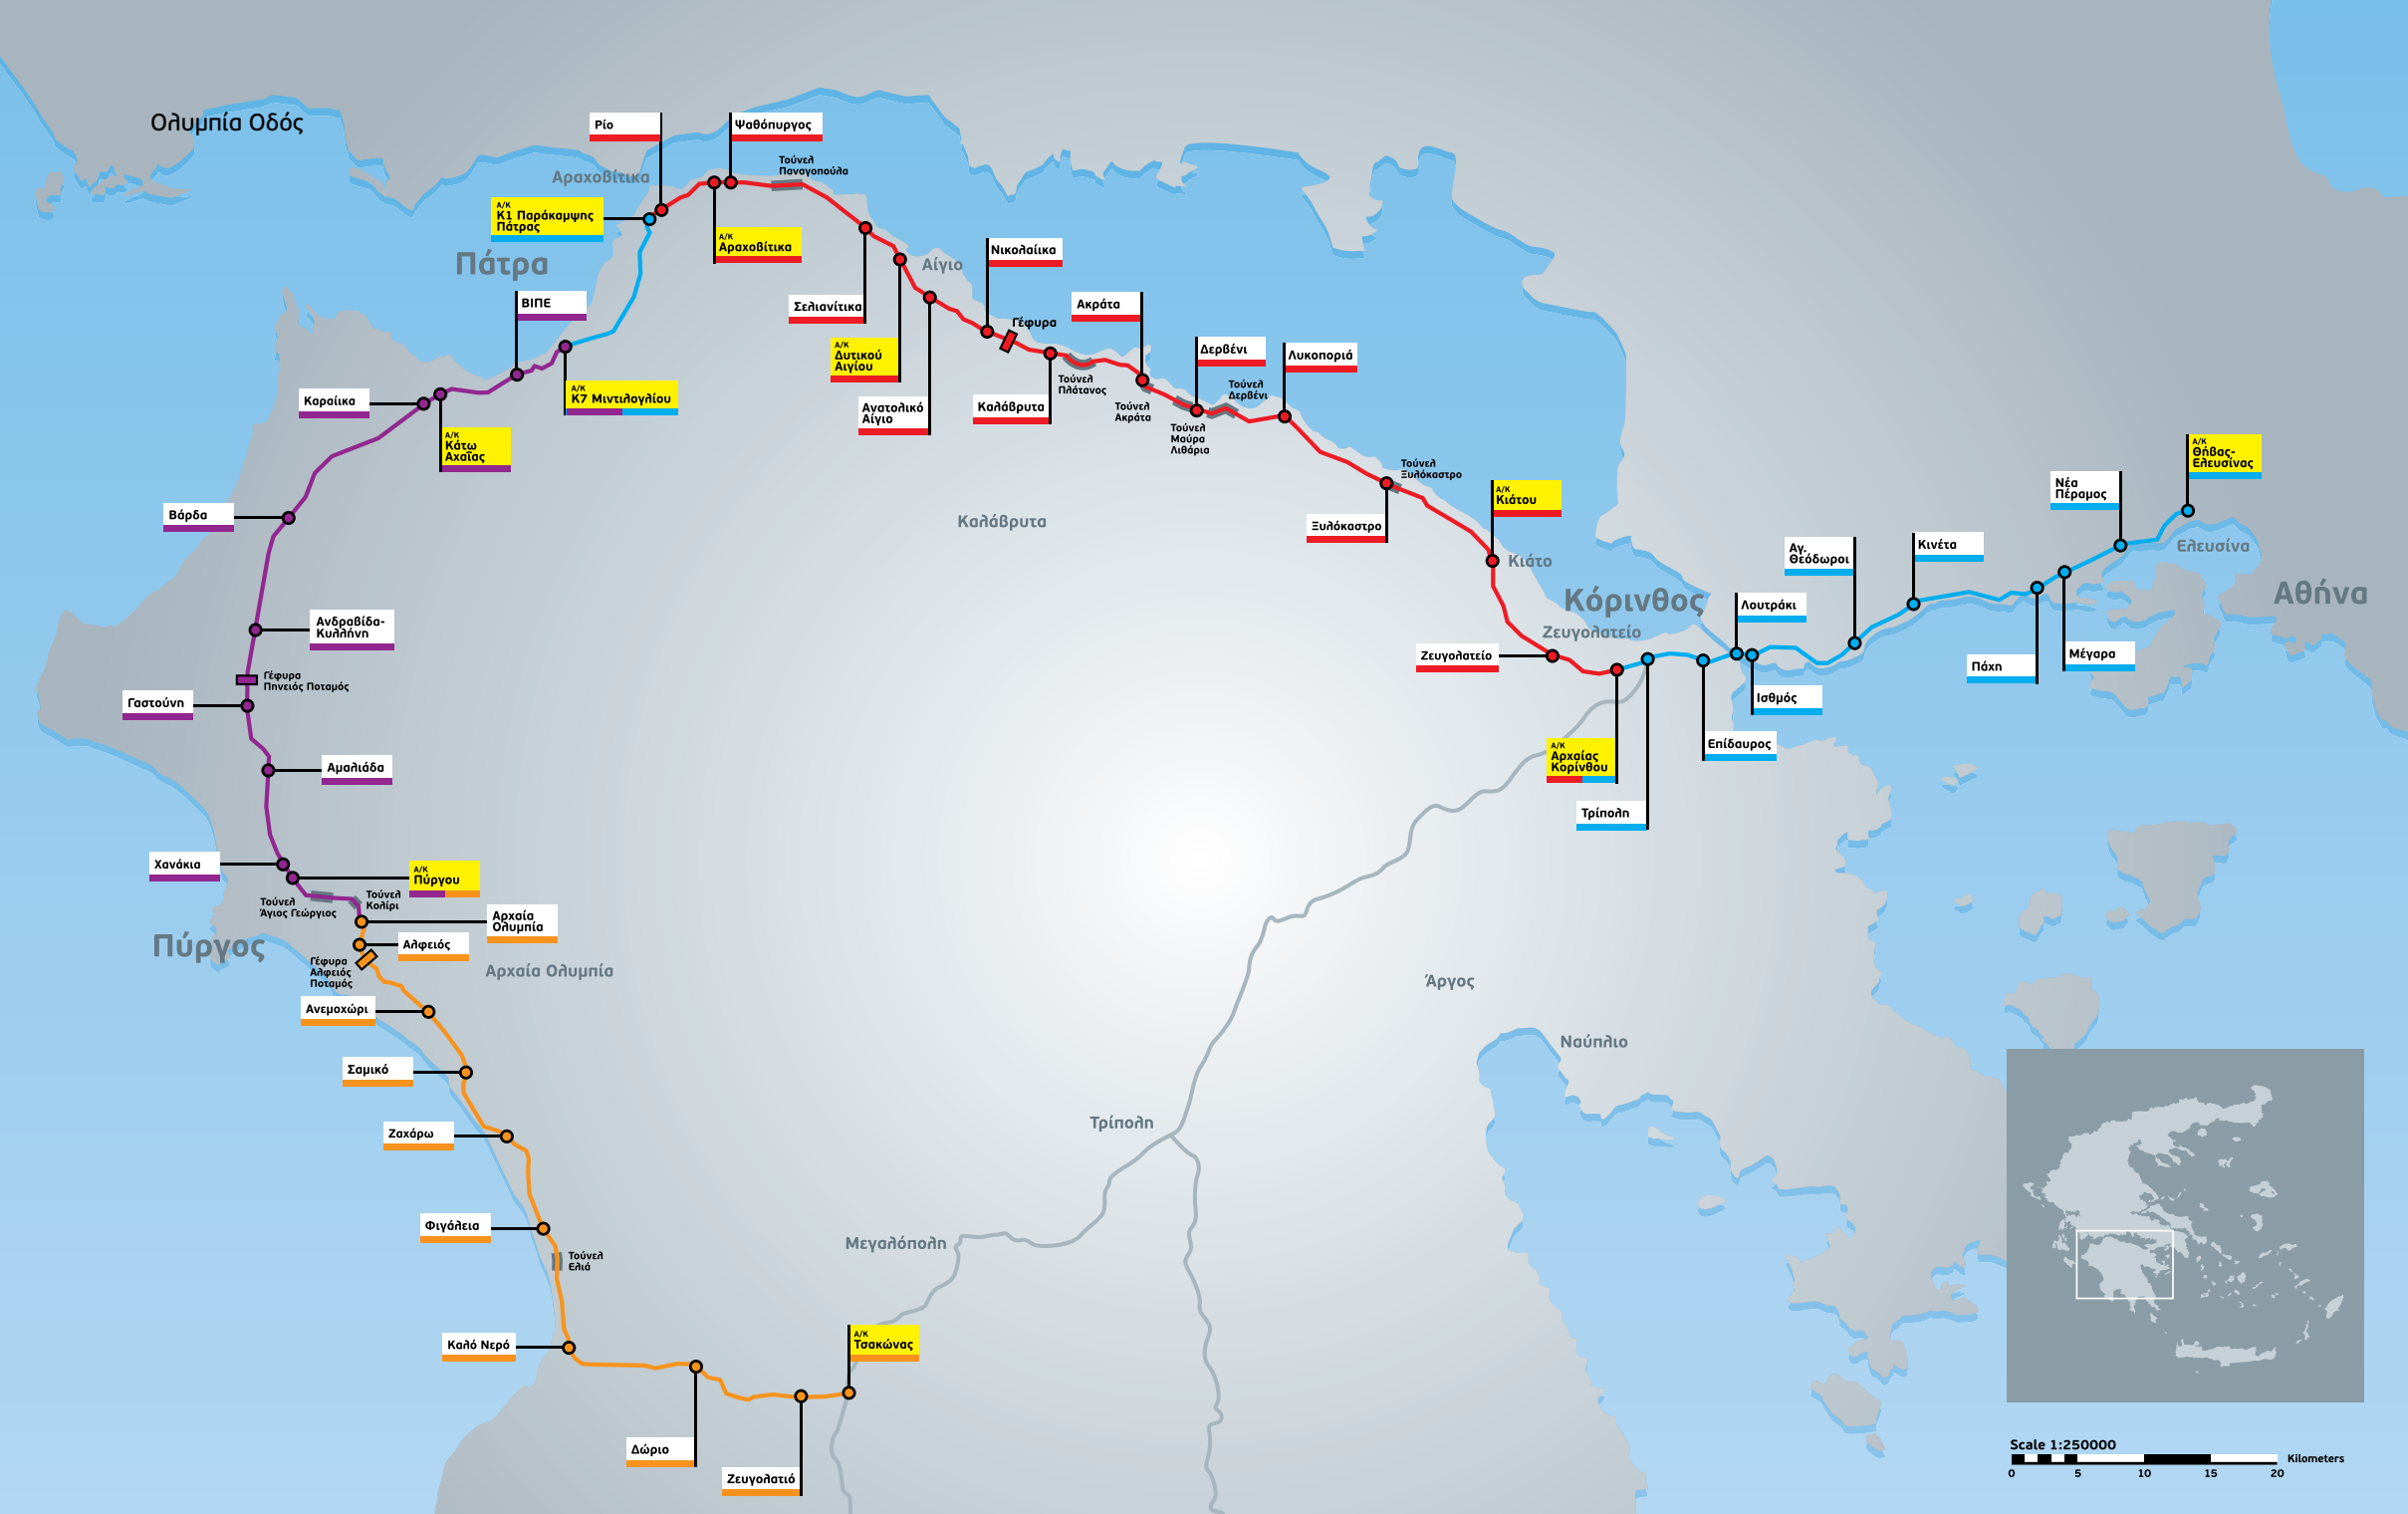 Ολυμπία Οδός
Ρίο
Ψαθόπυργος
Τούνελ
Παναγοπούλα
Αραχοβίτικα
Α/Κ
Κ1 Παράκαμψης
Πάτρας
Α/Κ
Αραχοβίτικα
Πάτρα
Νικολαίικα
Αίγιο
ΒΙΠΕ
Σελιανίτικα
Γέφυρα
Ακράτα
Α/Κ
Δυτικού
Αιγίου
Δερβένι
Λυκοποριά
Τούνελ
Πλάτανος
Τούνελ
Δερβένι
Καραίικα
Α/Κ
Κ7 Μιντιλογλίου
Ανατολικό
Αίγιο
Καλάβρυτα
Τούνελ
Ακράτα
Τούνελ
Μαύρα
Λιθάρια
Α/Κ
Κάτω
Αχαΐας
Τούνελ
Ξυλόκαστρο
Α/Κ
Κιάτου
Α/Κ
Θήβας-
Ελευσίνας
Νέα
Πέραμος
Βάρδα
Καλάβρυτα
Ξυλόκαστρο
Κιάτο
Αγ.
Θεόδωροι
Κινέτα
Ελευσίνα
Αθήνα
Κόρινθος
Λουτράκι
Ζευγολατείο
Ανδραβίδα-
Κυλλήνη
Ζευγολατείο
Πάχη
Μέγαρα
Γέφυρα
Πηνειός Ποταμός
Γαστούνη
Ισθμός
Επίδαυρος
Α/Κ
Αρχαίας
Κορίνθου
Αμαλιάδα
Τρίπολη
Χανάκια
Α/Κ
Πύργου
Τούνελ
Άγιος Γεώργιος
Τούνελ
Κολίρι
Αρχαία
Ολυμπία
Πύργος
Αλφειός
Γέφυρα
Αλφειός
Ποταμός
Αρχαία Ολυμπία
Άργος
Ανεμοχώρι
Ναύπλιο
Σαμικό
Τρίπολη
Ζαχάρω
Φιγάλεια
Μεγαλόπολη
Τούνελ
Ελιά
Καλό Νερό
Α/Κ
Τσακώνας
Δώριο
Ζευγολατιό
Scale 1:250000
Kilometers
0 5 10 15 20